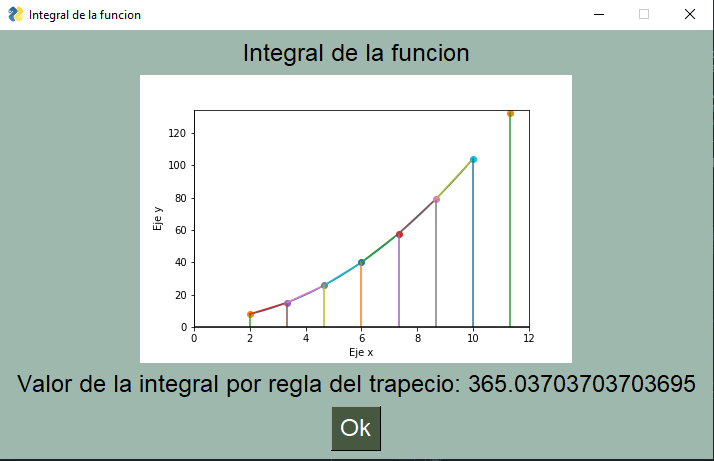 Integral de la funcion
Integral de la funcion
120
100
80
60
40
20
0
Eje y
0 2 4 6 8 10 12
Eje x
Valor de la integral por regla del trapecio: 365.03703703703695
Ok